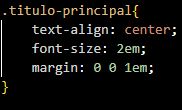 .titulo-principal{
    text-align: center;
    font-size: 2em;
    margin: 0 0 1em;
}